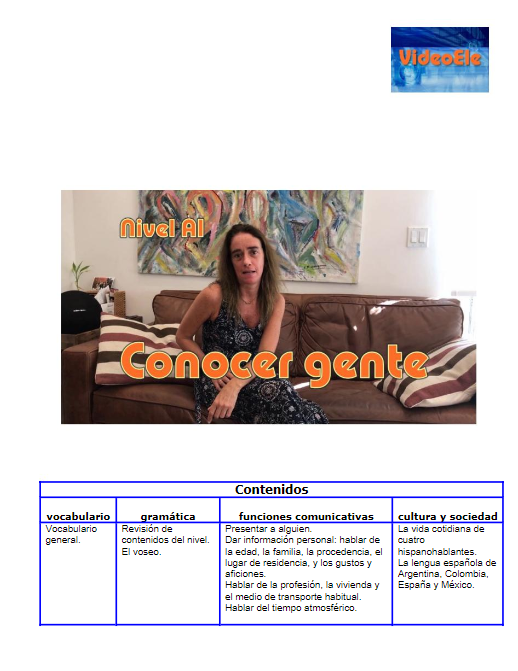 VideoEle
Nivel A1
Conocer gente
Contenidos
vocabulario
gramática
funciones comunicativas
cultura y sociedad
Vocabulario
general.
Revisión de
contenidos del nivel.
El voseo.
Presentar a alguien.
Dar información personal: hablar de
la edad, la familia, la procedencia, el
lugar de residencia, y los gustos y
aficiones.
Hablar de la profesión, la vivienda y
el medio de transporte habitual.
Hablar del tiempo atmosférico.
La vida cotidiana de
cuatro
hispanohablantes.
La lengua española de
Argentina, Colombia,
España y México.